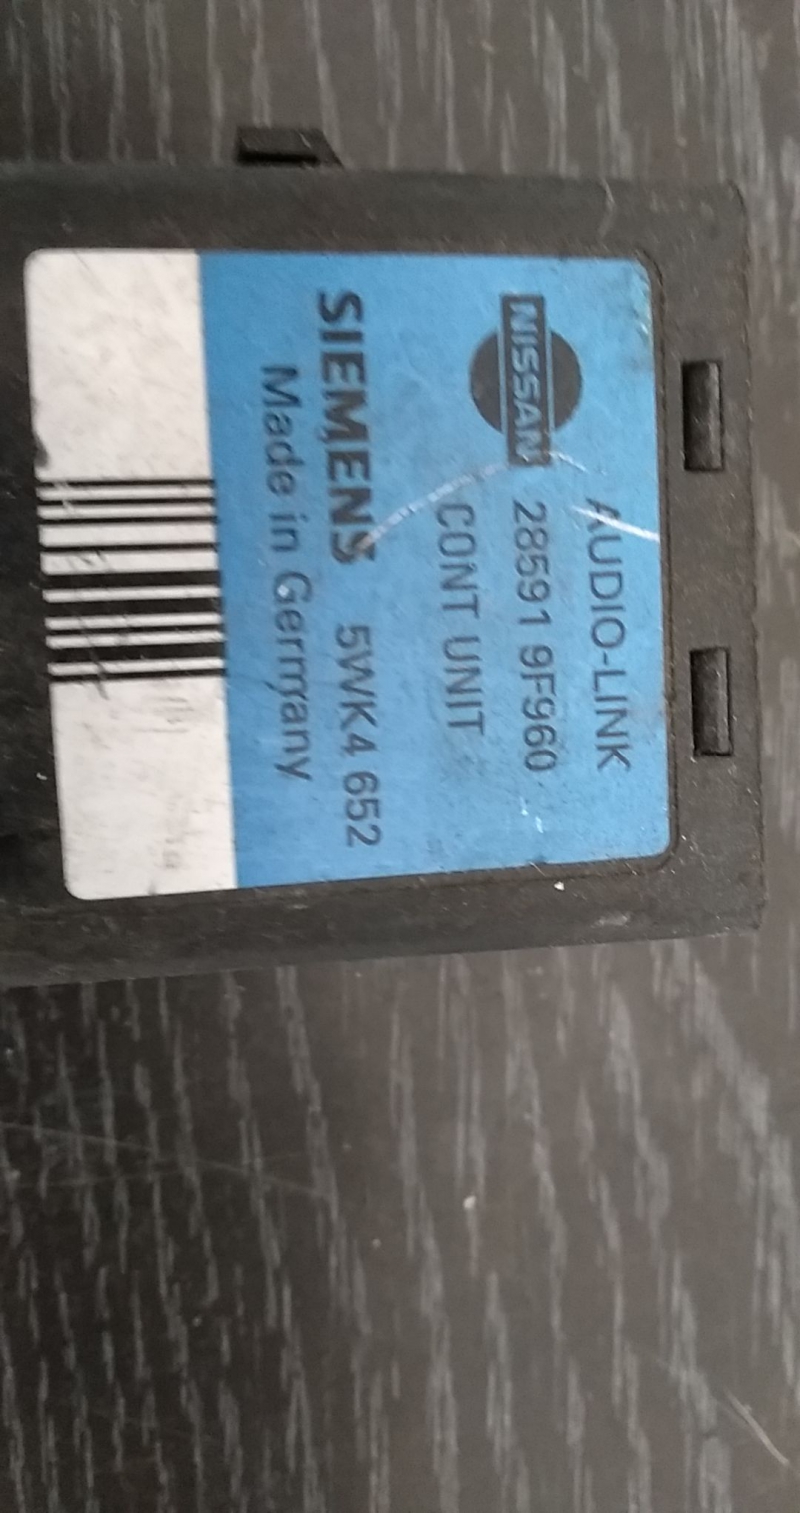 AUDIO-LINK
NISSAN 28591 9F960
CONT UNIT
SIEMENS 5WK4 652
Made in Germany